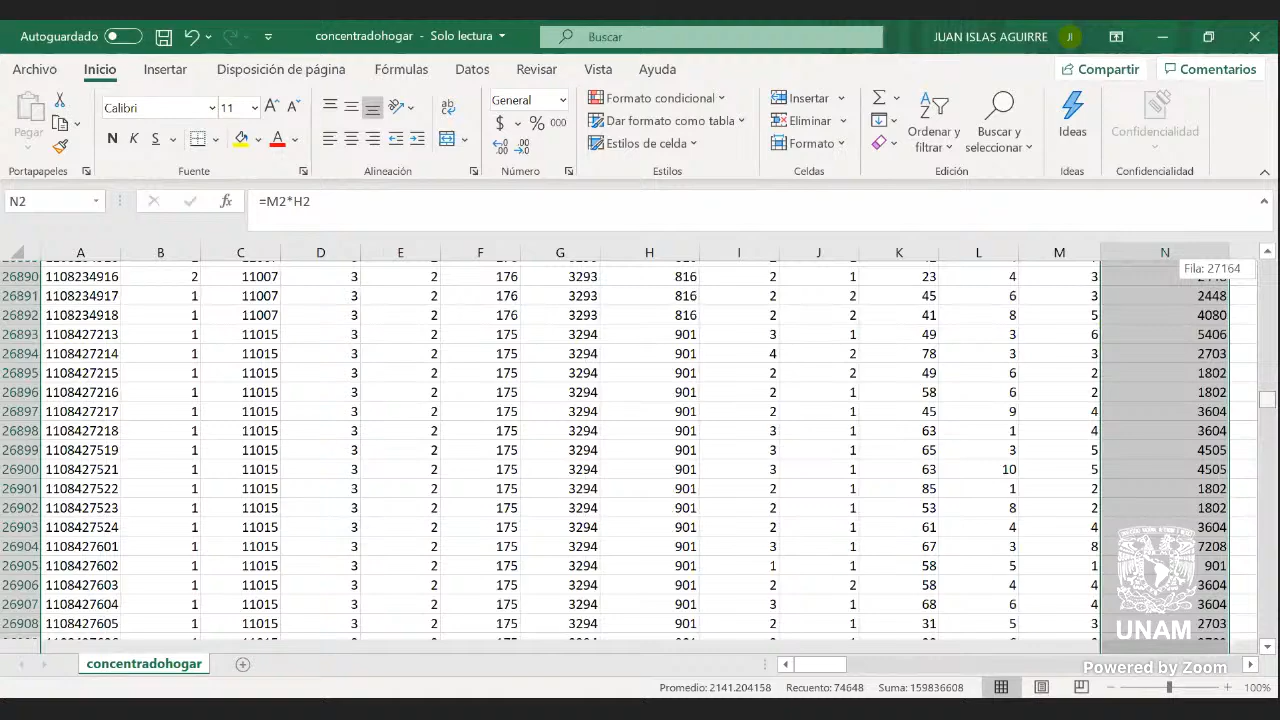 Autoguardado concentradohogar - Solo lectura Buscar JUAN ISLAS AGUIRRE JI
Archivo Inicio Insertar Disposición de página Fórmulas Datos Revisar Vista Ayuda Compartir Comentarios
Pegar Calibri 11 N K S A General $ % 000 Formato condicional Dar formato como tabla Estilos de celda Insertar Eliminar Formato Ordenar y filtrar Buscar y seleccionar Ideas Confidencialidad
Portapapeles Fuente Alineación Número Estilos Celdas Edición Ideas Confidencialidad
N2 fx =M2*H2
A B C D E F G H I J K L M N
Fila: 27164
26890 1108234916 2 11007 3 2 176 3293 816 2 1 23 4 3
26891 1108234917 1 11007 3 2 176 3293 816 2 2 45 6 3 2448
26892 1108234918 1 11007 3 2 176 3293 816 2 2 41 8 5 4080
26893 1108427213 1 11015 3 2 175 3294 901 3 1 49 3 6 5406
26894 1108427214 1 11015 3 2 175 3294 901 4 2 78 3 3 2703
26895 1108427215 1 11015 3 2 175 3294 901 2 2 49 6 2 1802
26896 1108427216 1 11015 3 2 175 3294 901 2 1 58 6 2 1802
26897 1108427217 1 11015 3 2 175 3294 901 2 1 45 9 4 3604
26898 1108427218 1 11015 3 2 175 3294 901 3 1 63 1 4 3604
26899 1108427519 1 11015 3 2 175 3294 901 3 1 65 3 5 4505
26900 1108427521 1 11015 3 2 175 3294 901 3 1 63 10 5 4505
26901 1108427522 1 11015 3 2 175 3294 901 2 1 85 1 2 1802
26902 1108427523 1 11015 3 2 175 3294 901 2 1 53 8 2 1802
26903 1108427524 1 11015 3 2 175 3294 901 2 1 61 4 4 3604
26904 1108427601 1 11015 3 2 175 3294 901 3 1 67 3 8 7208
26905 1108427602 1 11015 3 2 175 3294 901 1 1 58 5 1 901
26906 1108427603 1 11015 3 2 175 3294 901 2 2 58 4 4 3604
26907 1108427604 1 11015 3 2 175 3294 901 3 1 68 6 4 3604
26908 1108427605 1 11015 3 2 175 3294 901 2 2 31 5 3 2703
UNAM
concentradohogar
Powered by Zoom
Promedio: 2141.204158 Recuento: 74648 Suma: 159836608 100%